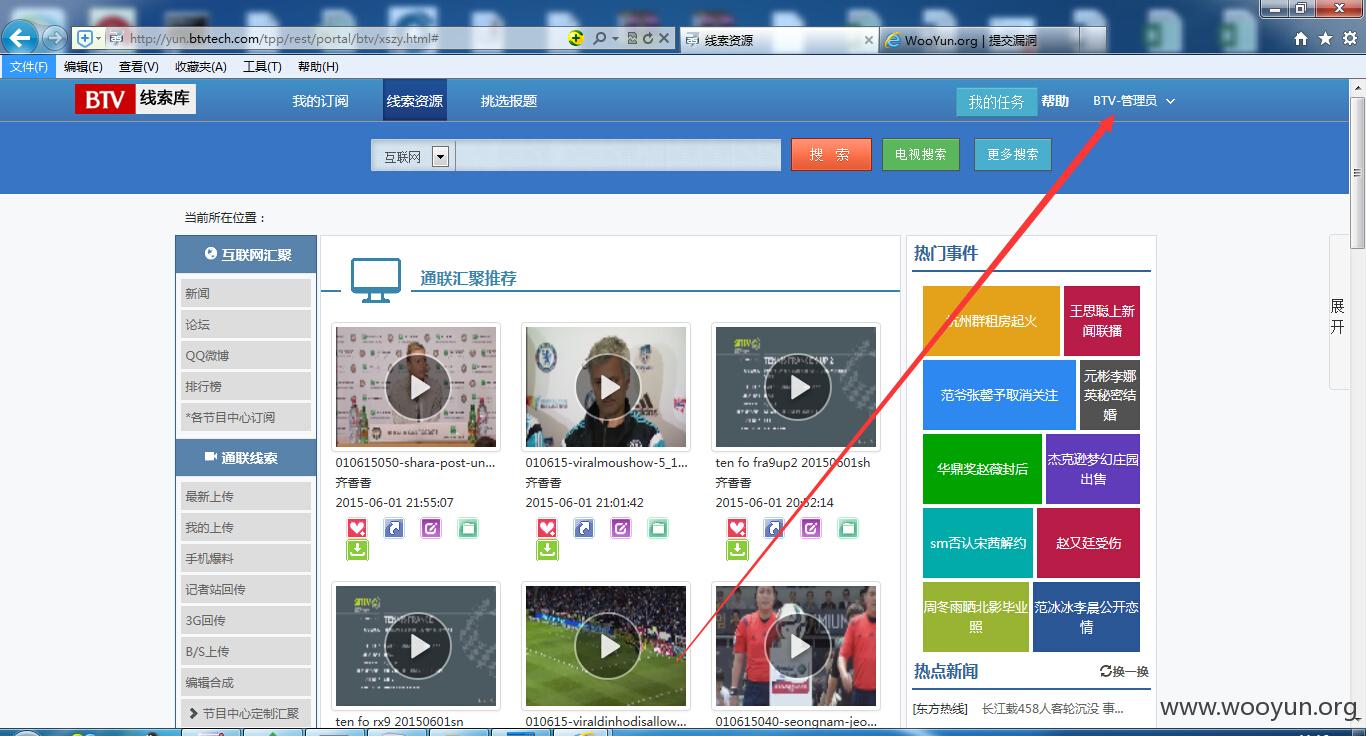 http://yun.btvtech.com/tpp/rest/portal/btv/xszy.html#
线索资源
WooYun.org | 提交漏洞
文件(F) 编辑(E) 查看(V) 收藏夹(A) 工具(T) 帮助(H)
BTV 线索库
我的订阅 线索资源 挑选报题 我的任务 帮助 BTV-管理员
互联网 搜 索 电视搜索 更多搜索
当前所在位置：
互联网汇聚
新闻
论坛
QQ微博
排行榜
*各节目中心订阅
通联线索
最新上传
我的上传
手机爆料
记者站回传
3G回传
B/S上传
编辑合成
节目中心定制汇聚
通联汇聚推荐
010615050-shara-post-un...
齐香香
2015-06-01 21:55:07
010615-viralmoushow-5_1...
齐香香
2015-06-01 21:01:42
ten fo fra9up2 20150601sh
齐香香
2015-06-01 20:52:14
ten fo rx9 20150601sn
010615-viraldinhodisallow...
010615040-seongnam-jeo...
热门事件
杭州群租房起火
王思聪上新
闻联播
范爷张馨予取消关注
元彬李娜
英秘密结
婚
华鼎奖赵薇封后
杰克逊梦幻庄园
出售
sm否认宋茜解约
赵又廷受伤
周冬雨晒北影毕业
照
范冰冰李晨公开恋
情
热点新闻 换一换
[东方热线] 长江载458人客轮沉没 事...
展
开
www.wooyun.org